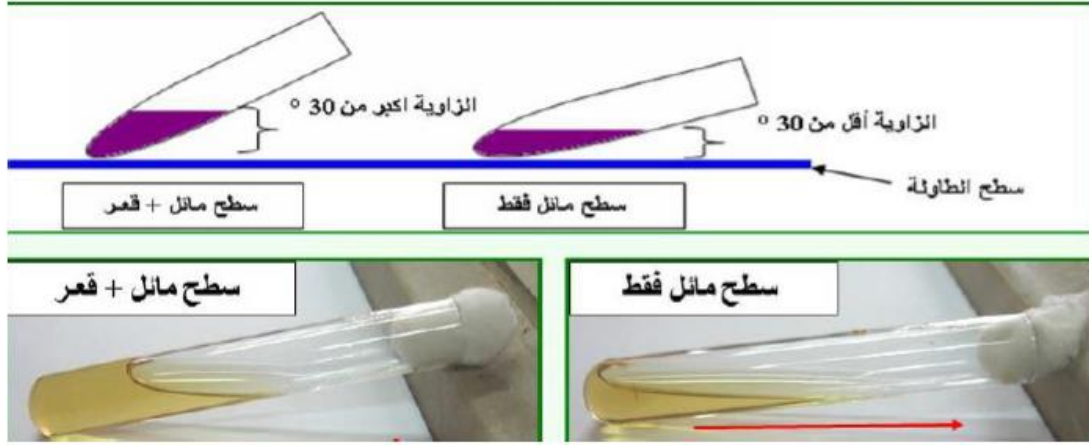 الزاوية اكبر من 30 °
الزاوية أقل من 30 °
سطح الطاولة
سطح مائل + قعر
سطح مائل فقط
سطح مائل + قعر
سطح مائل فقط